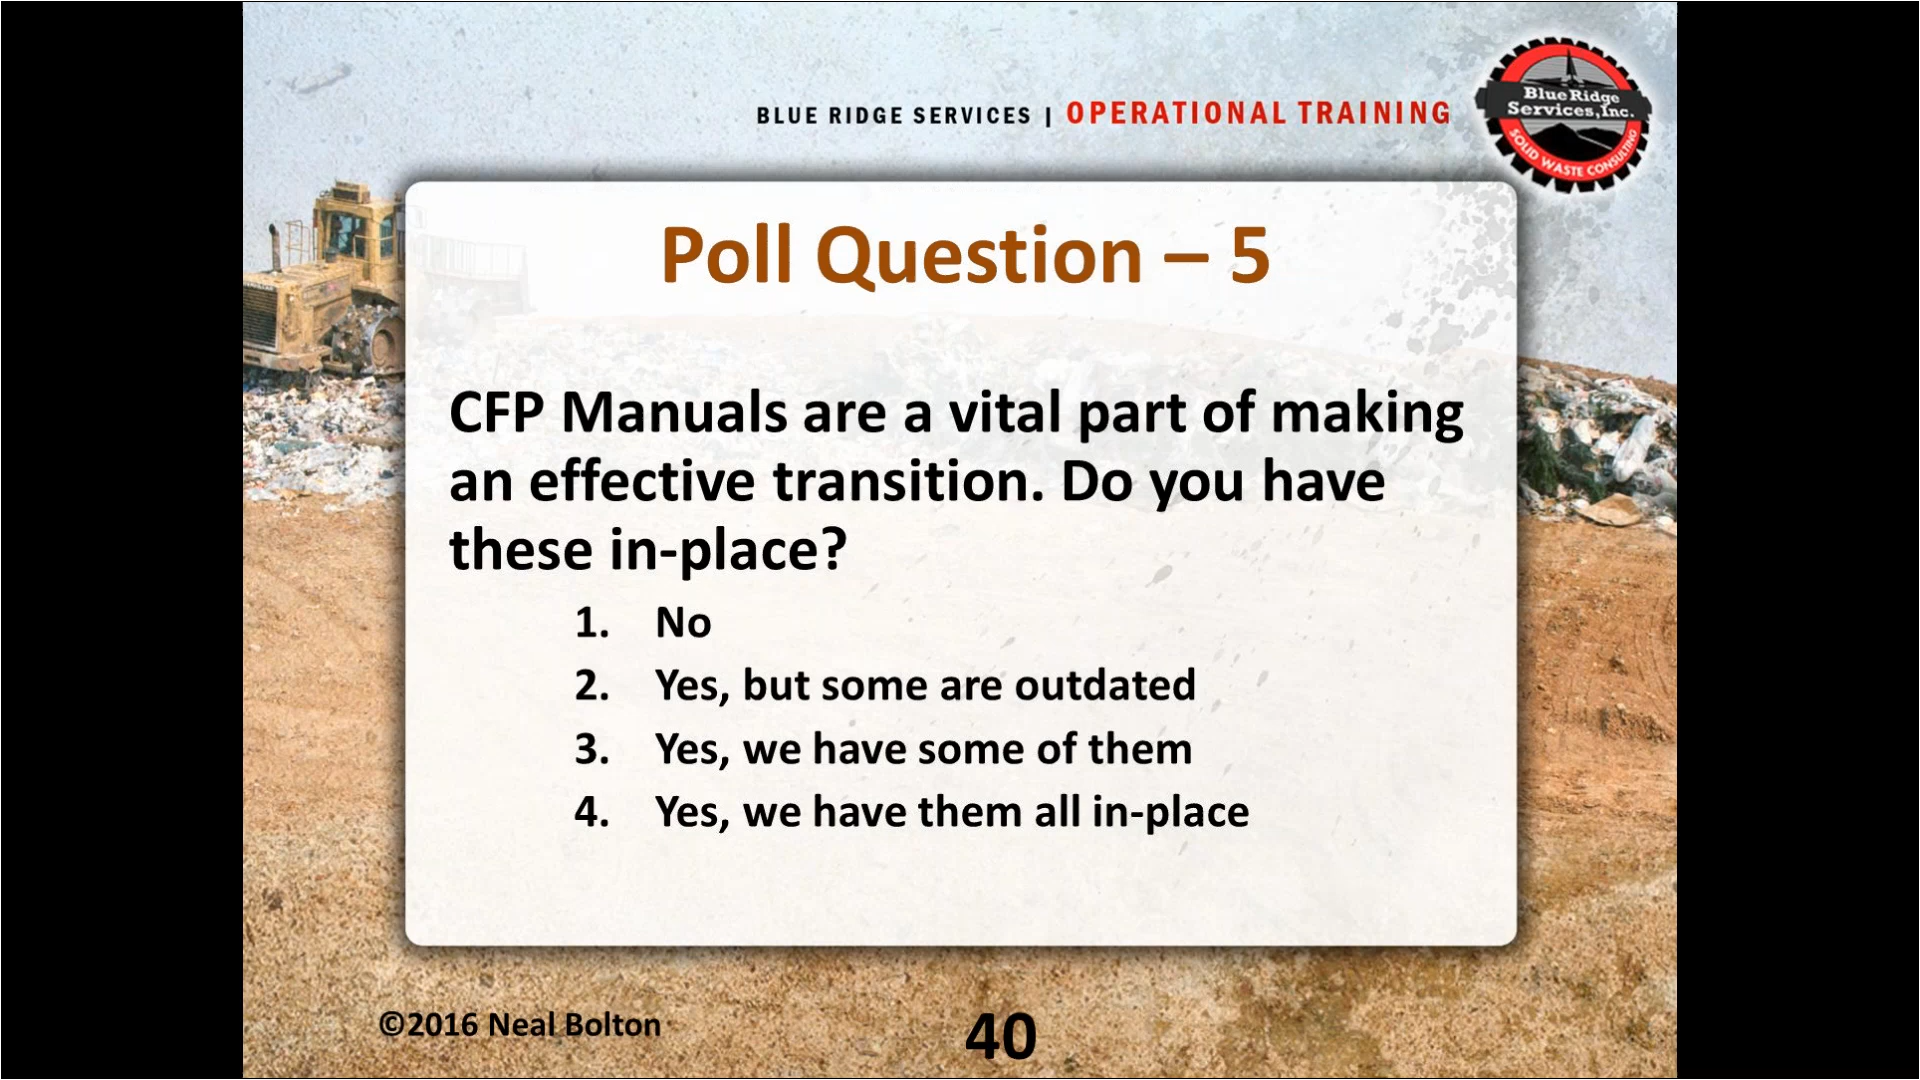 BLUE RIDGE SERVICES | OPERATIONAL TRAINING
Blue Ridge
Services, Inc.
SOLID WASTE CONSULTING
Poll Question – 5
CFP Manuals are a vital part of making
an effective transition. Do you have
these in-place?
1. No
2. Yes, but some are outdated
3. Yes, we have some of them
4. Yes, we have them all in-place
©2016 Neal Bolton
40